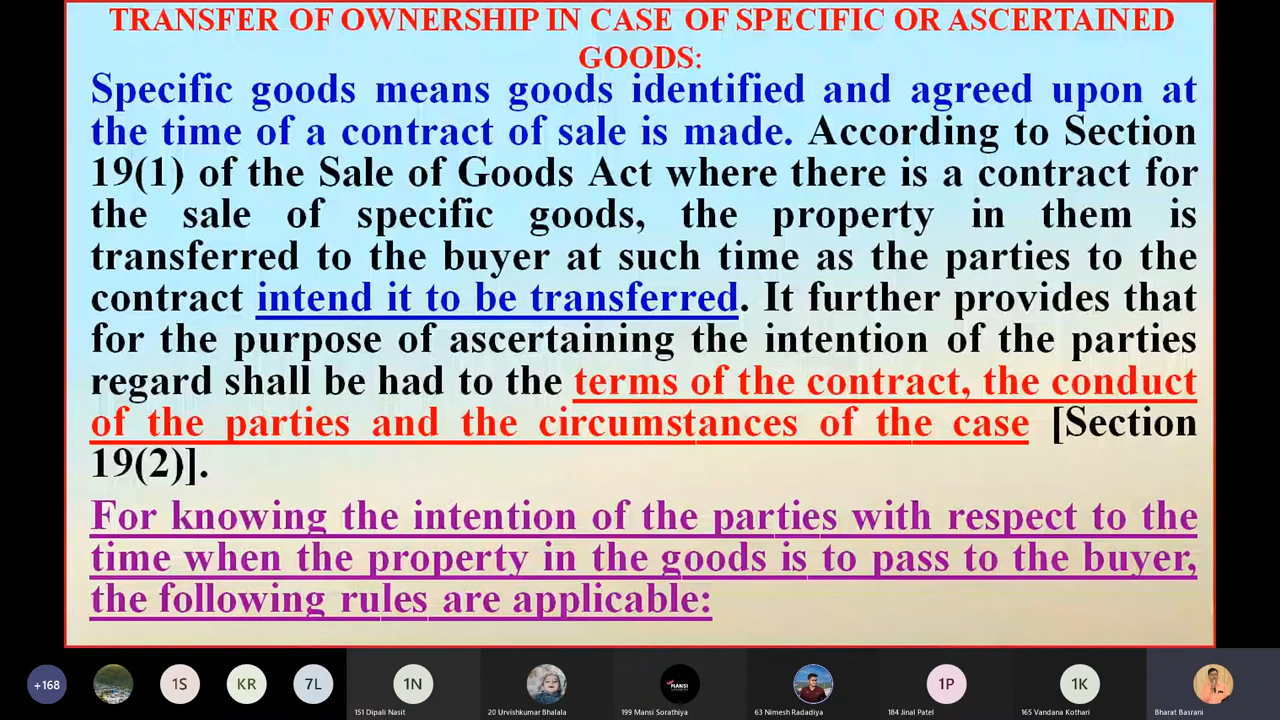 TRANSFER OF OWNERSHIP IN CASE OF SPECIFIC OR ASCERTAINED
GOODS:
Specific goods means goods identified and agreed upon at
the time of a contract of sale is made. According to Section
19(1) of the Sale of Goods Act where there is a contract for
the sale of specific goods, the property in them is
transferred to the buyer at such time as the parties to the
contract intend it to be transferred. It further provides that
for the purpose of ascertaining the intention of the parties
regard shall be had to the terms of the contract, the conduct
of the parties and the circumstances of the case [Section
19(2)].
For knowing the intention of the parties with respect to the
time when the property in the goods is to pass to the buyer,
the following rules are applicable:
+168 1S KR 7L 1N MANSI 1P 1K
151 Dipali Nasit 20 Urvishkumar Bhalala 199 Mansi Sorathiya 63 Nimesh Radadiya 184 Jinal Patel 165 Vandana Kothari Bharat Basrani